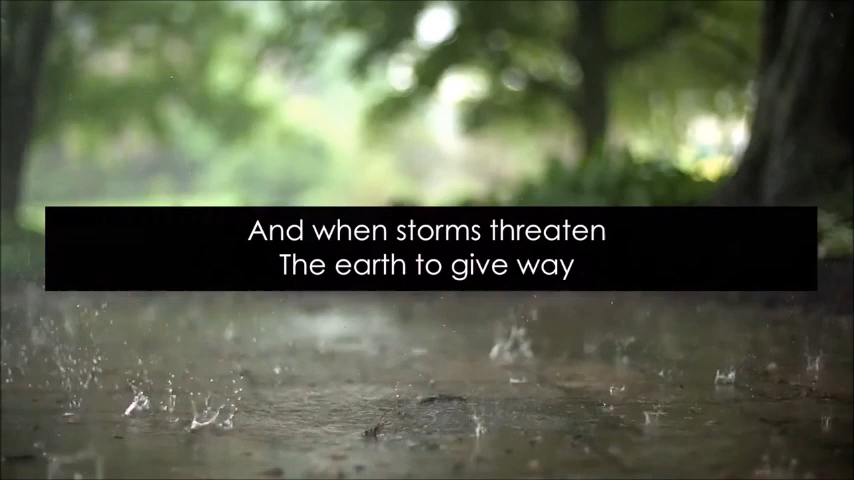 And when storms threaten
The earth to give way